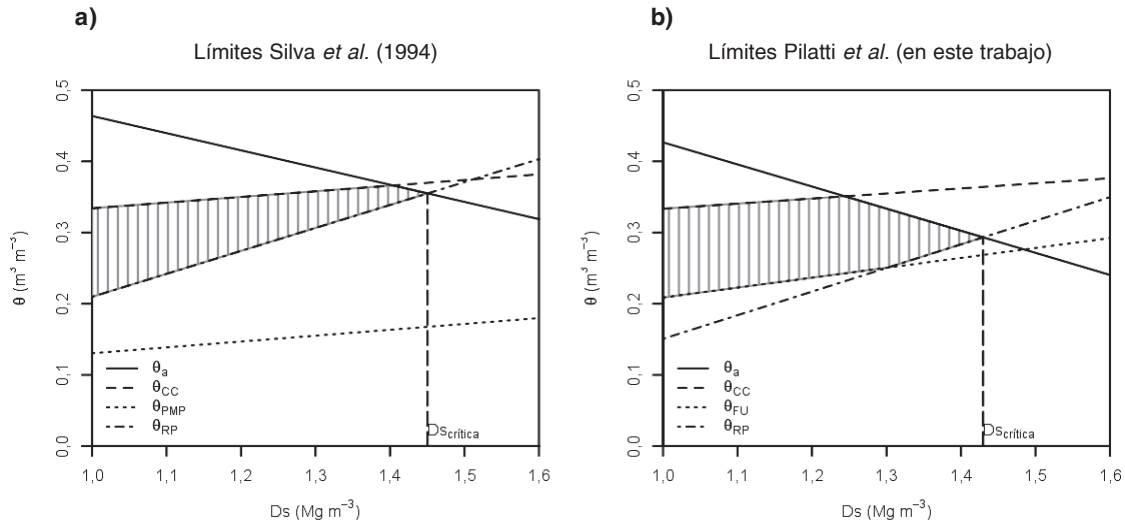 a)
Límites Silva et al. (1994)
0,5
0,4
0,3
0,2
0,1
0,0
θ (m³ m⁻³)
θa
θCC
θPMP
θRP
Dscrítica
1,0 1,1 1,2 1,3 1,4 1,5 1,6
Ds (Mg m⁻³)
b)
Límites Pilatti et al. (en este trabajo)
0,5
0,4
0,3
0,2
0,1
0,0
θ (m³ m⁻³)
θa
θCC
θFU
θRP
Dscrítica
1,0 1,1 1,2 1,3 1,4 1,5 1,6
Ds (Mg m⁻³)